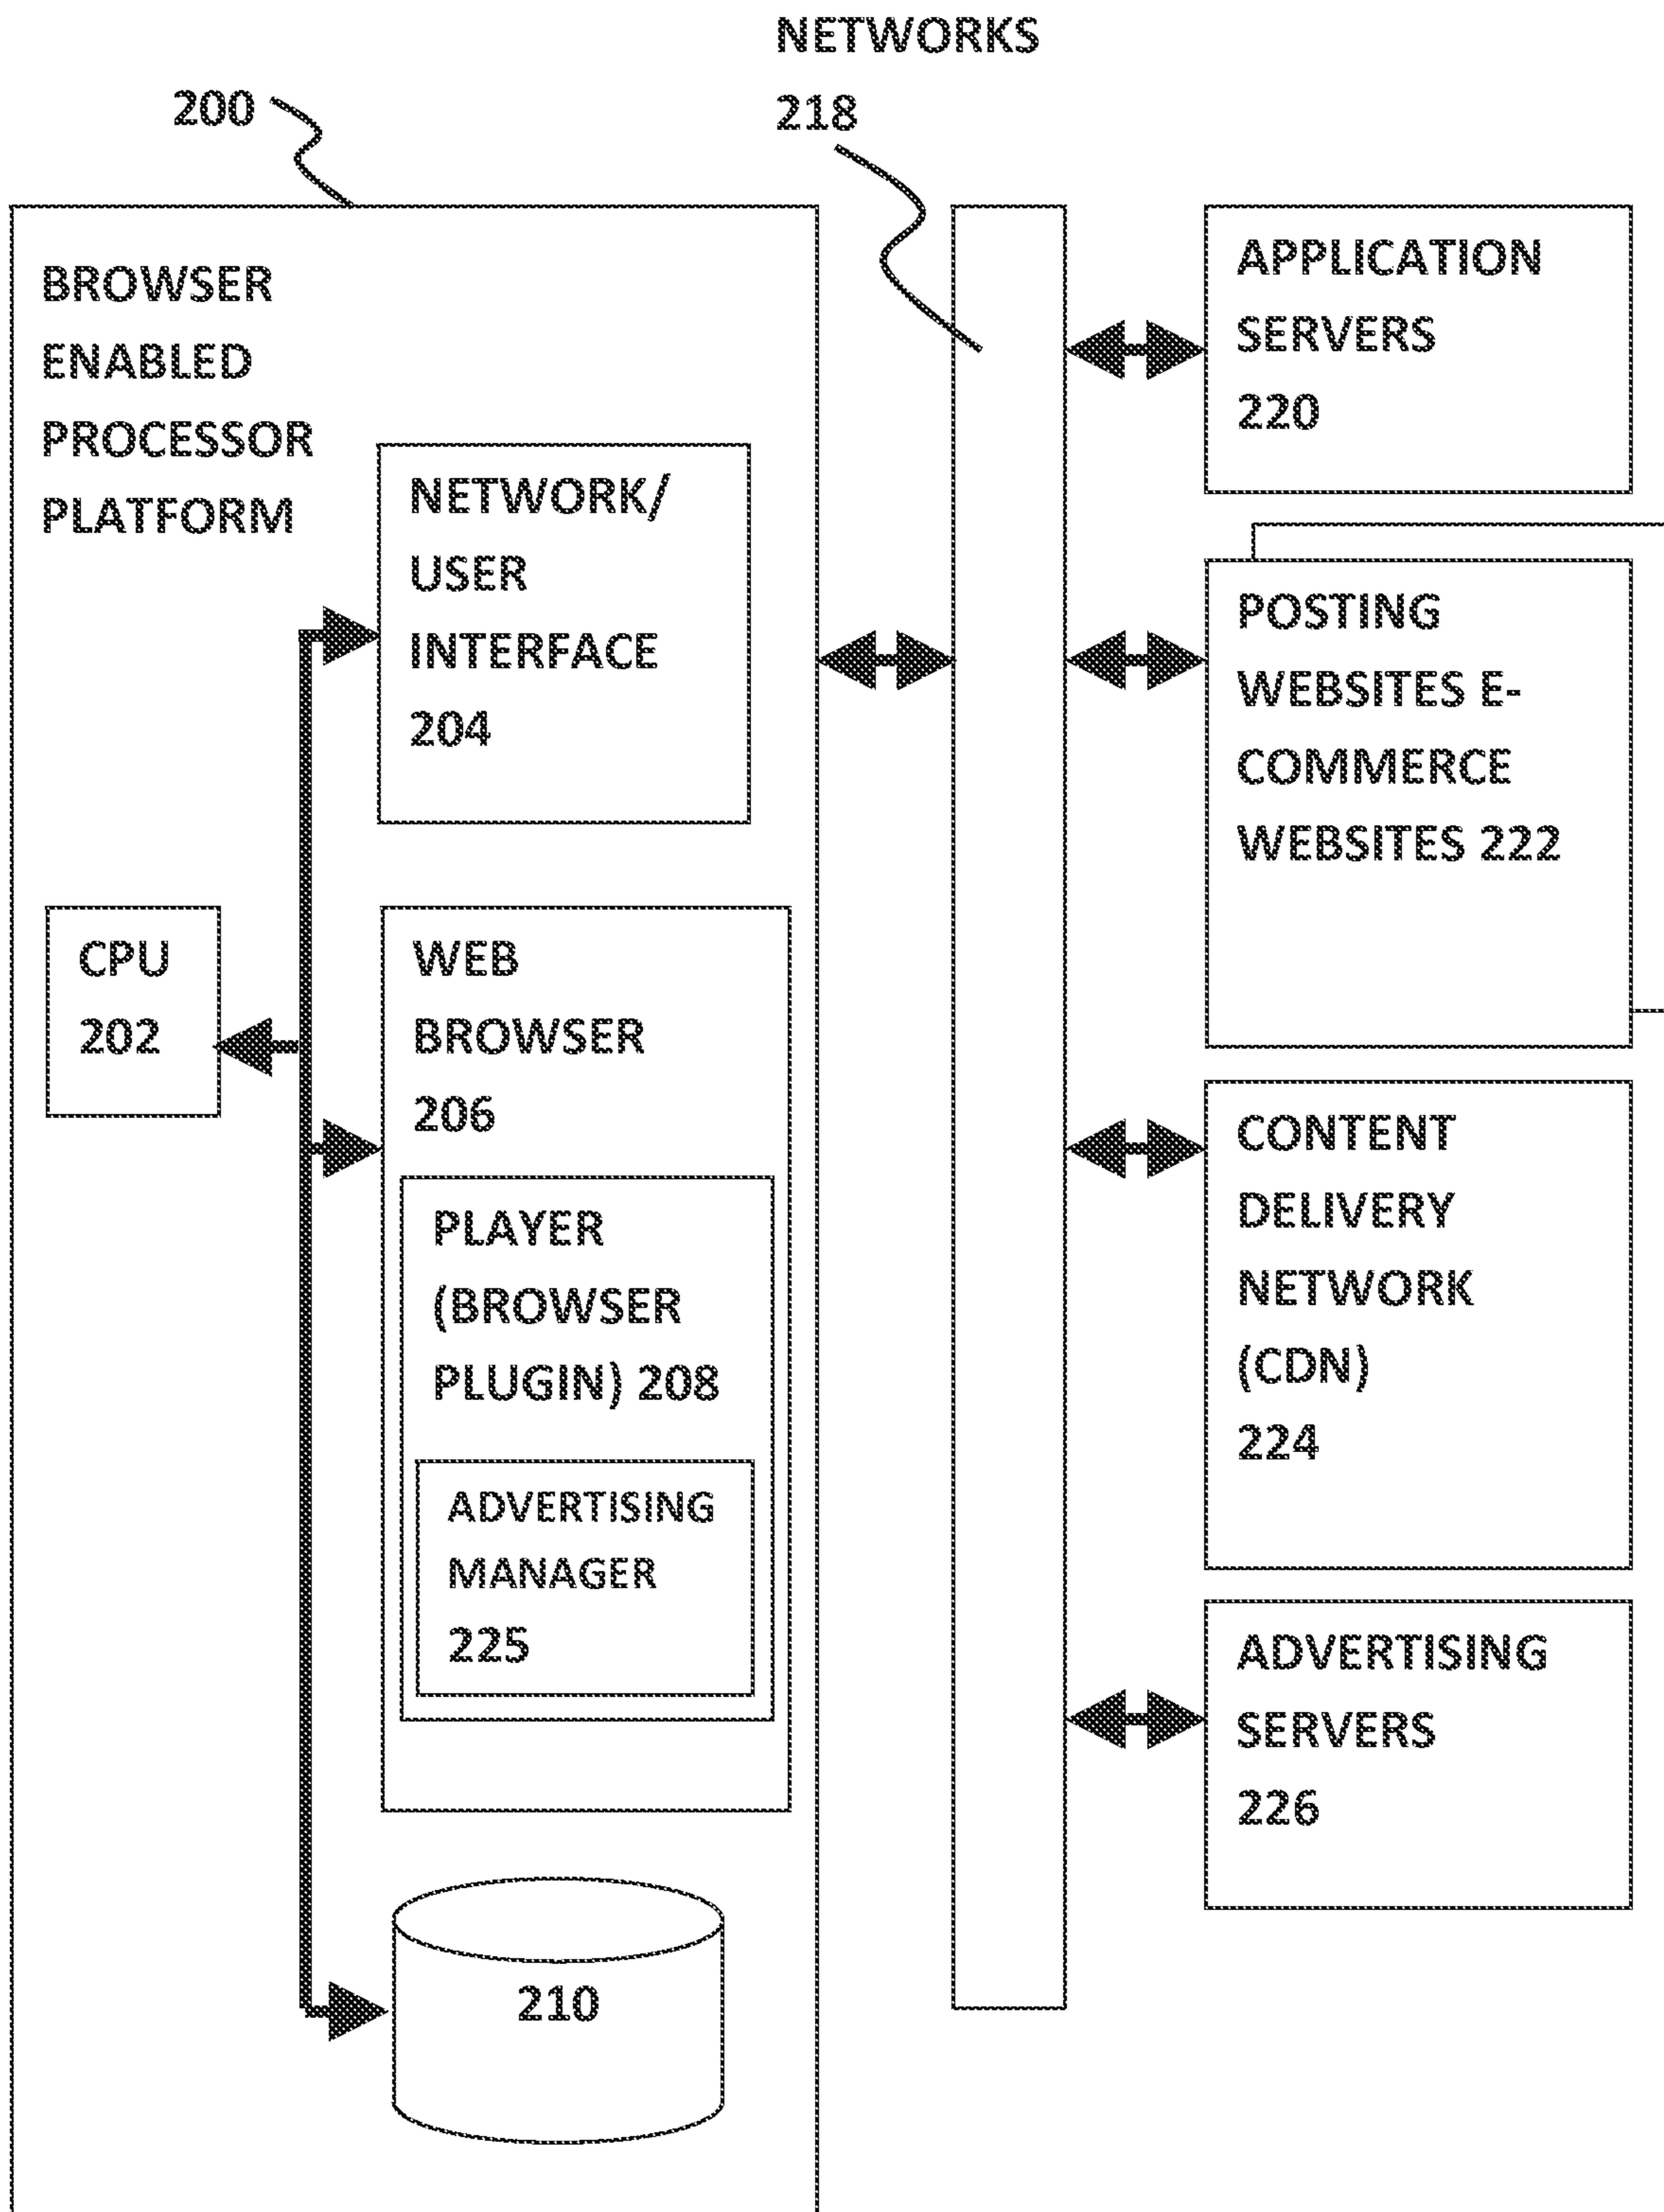 NETWORKS
218
200
BROWSER
ENABLED
PROCESSOR
PLATFORM
NETWORK/
USER
INTERFACE
204
CPU
202
WEB
BROWSER
206
PLAYER
(BROWSER
PLUGIN) 208
ADVERTISING
MANAGER
225
210
APPLICATION
SERVERS
220
POSTING
WEBSITES E-
COMMERCE
WEBSITES 222
CONTENT
DELIVERY
NETWORK
(CDN)
224
ADVERTISING
SERVERS
226